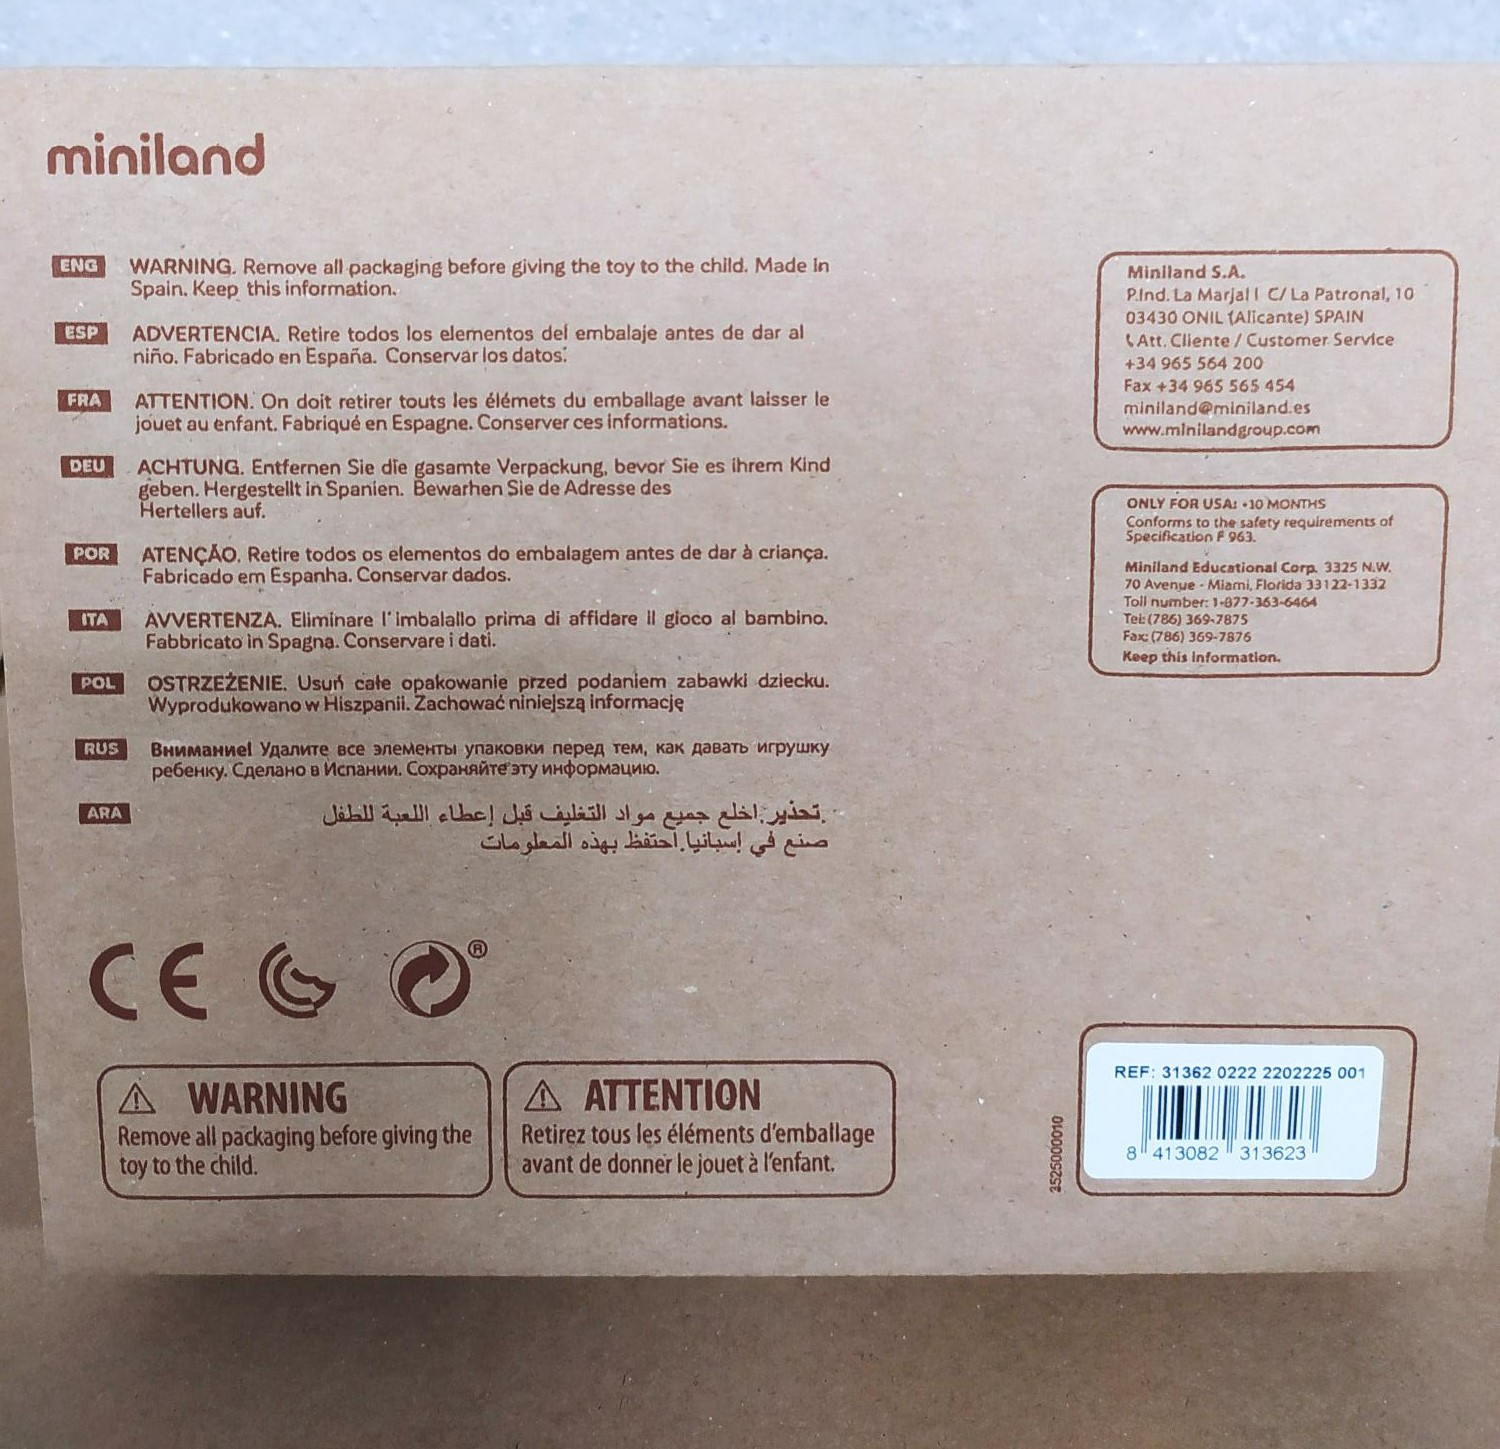 miniland
ENG WARNING. Remove all packaging before giving the toy to the child. Made in
Spain. Keep this information.
ESP ADVERTENCIA. Retire todos los elementos del embalaje antes de dar al
niño. Fabricado en España. Conservar los datos.
FRA ATTENTION. On doit retirer touts les élémets du emballage avant laisser le
jouet au enfant. Fabriqué en Espagne. Conserver ces informations.
DEU ACHTUNG. Entfernen Sie die gasamte Verpackung, bevor Sie es ihrem Kind
geben. Hergestellt in Spanien. Bewarhen Sie de Adresse des
Hertellers auf.
POR ATENÇÃO. Retire todos os elementos do embalagem antes de dar à criança.
Fabricado em Espanha. Conservar dados.
ITA AVVERTENZA. Eliminare l'imbalallo prima di affidare il gioco al bambino.
Fabbricato in Spagna. Conservare i dati.
POL OSTRZEŻENIE. Usuń całe opakowanie przed podaniem zabawki dziecku.
Wyprodukowano w Hiszpanii. Zachować niniejszą informację
RUS Внимание! Удалите все элементы упаковки перед тем, как давать игрушку
ребенку. Сделано в Испании. Сохраняйте эту информацию.
ARA تحذير. اخلع جميع مواد التغليف قبل إعطاء اللعبة للطفل.
صنع في إسبانيا. احتفظ بهذه المعلومات
CE
®
WARNING
Remove all packaging before giving the
toy to the child.
ATTENTION
Retirez tous les éléments d'emballage
avant de donner le jouet à l'enfant.
Miniland S.A.
P.Ind. La Marjal I C/ La Patronal, 10
03430 ONIL (Alicante) SPAIN
Att. Cliente / Customer Service
+34 965 564 200
Fax +34 965 565 454
miniland@miniland.es
www.minilandgroup.com
ONLY FOR USA: +10 MONTHS
Conforms to the safety requirements of
Specification F 963.
Miniland Educational Corp. 3325 N.W.
70 Avenue - Miami, Florida 33122-1332
Toll number: 1-877-363-6464
Tel: (786) 369-7875
Fax: (786) 369-7876
Keep this information.
3525000010
REF: 31362 0222 2202225 001
8 413082 313623